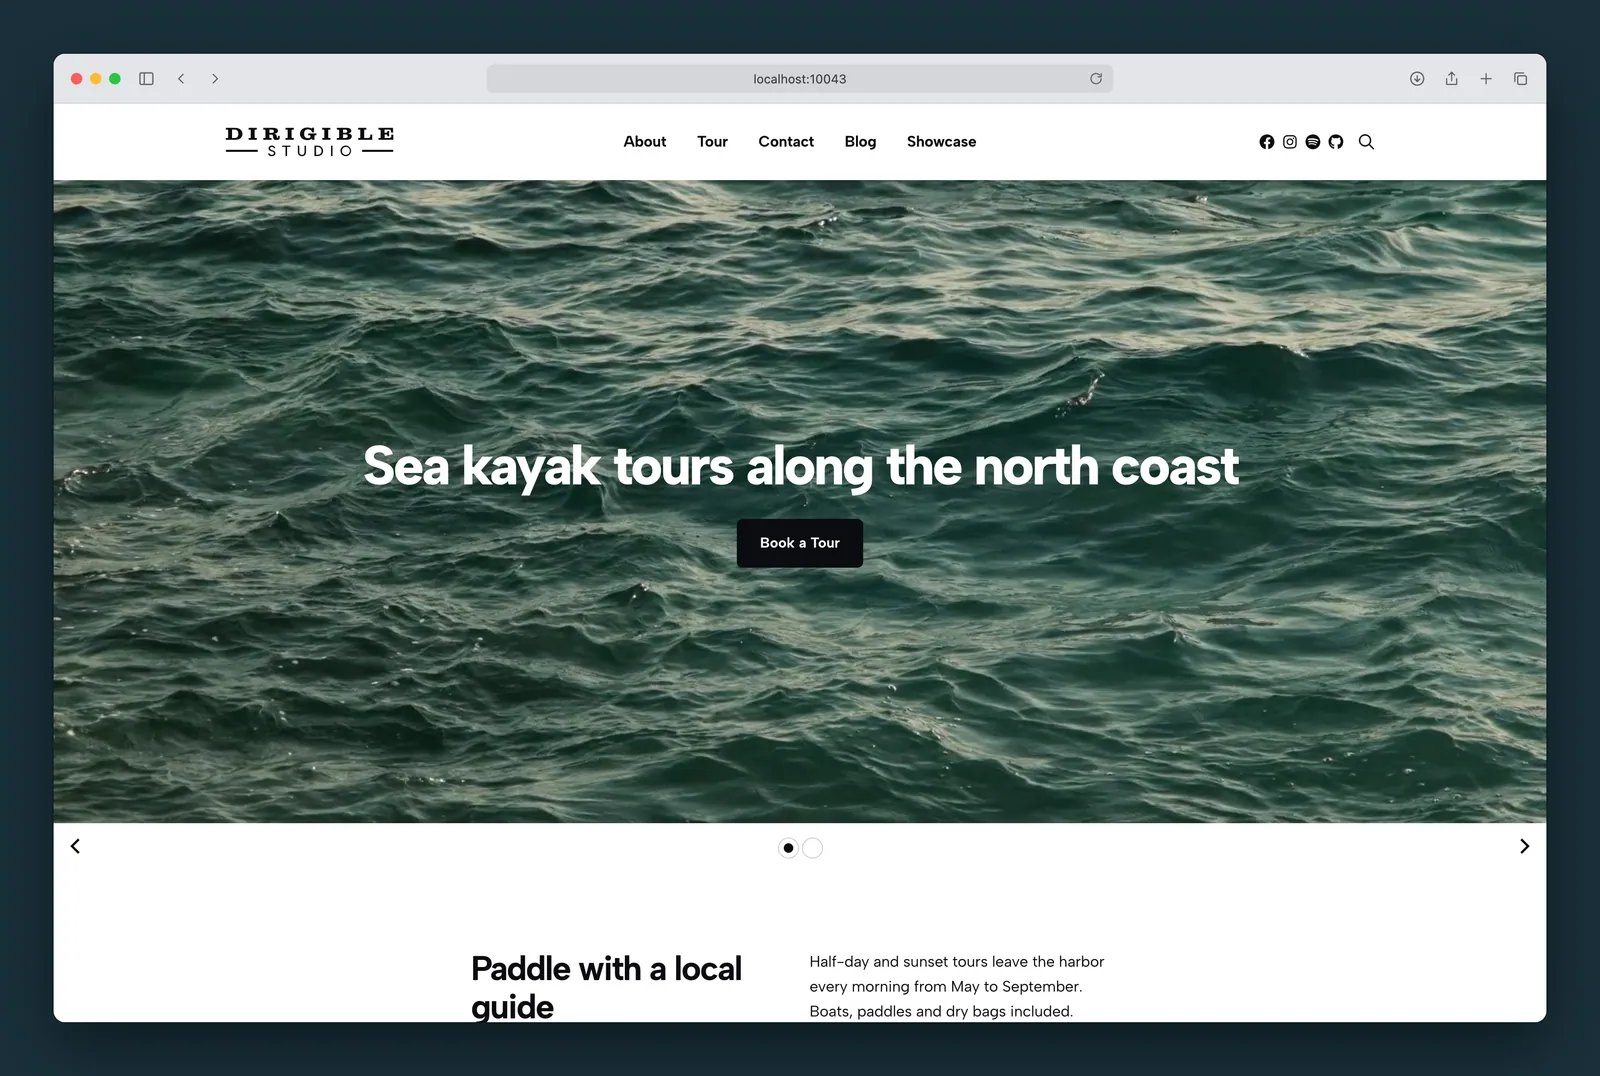 localhost:10043
DIRIGIBLE
STUDIO
About Tour Contact Blog Showcase
Sea kayak tours along the north coast
Book a Tour
Paddle with a local
guide
Half-day and sunset tours leave the harbor
every morning from May to September.
Boats, paddles and dry bags included.